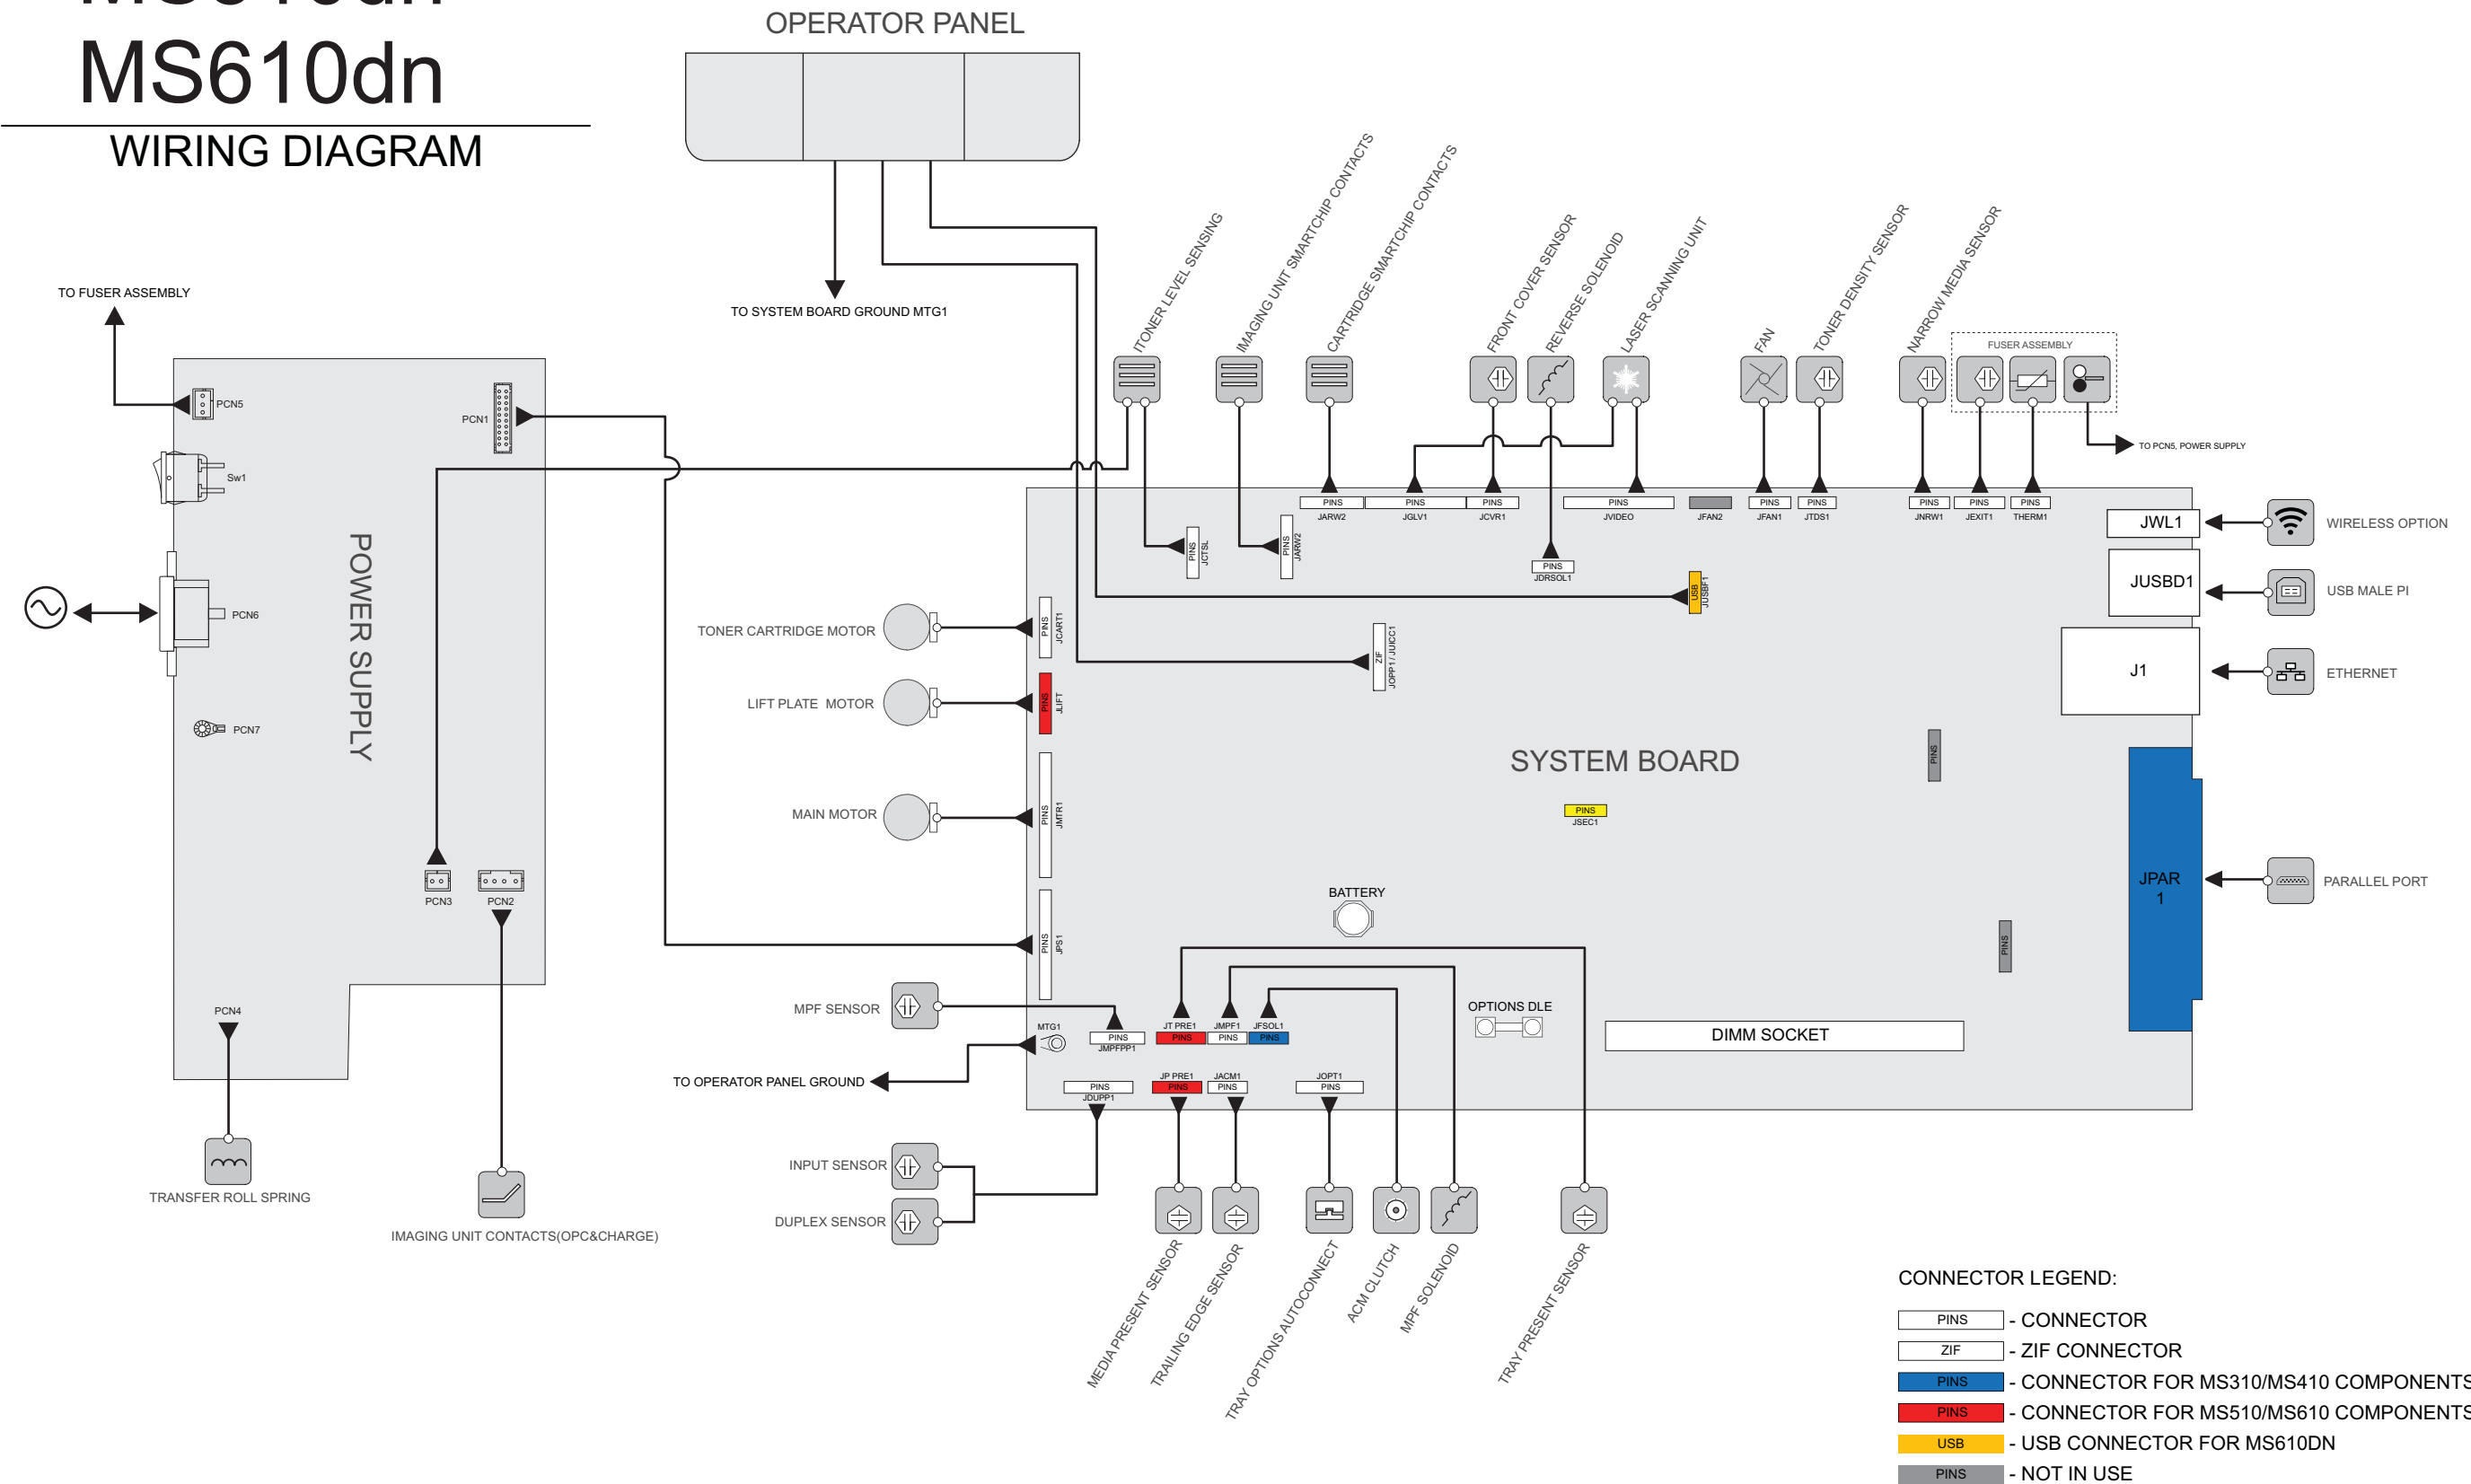 MS610dn
WIRING DIAGRAM
OPERATOR PANEL
TO SYSTEM BOARD GROUND MTG1
TO FUSER ASSEMBLY
PCN5
PCN1
Sw1
PCN6
PCN7
POWER SUPPLY
PCN3
PCN2
PCN4
TRANSFER ROLL SPRING
IMAGING UNIT CONTACTS(OPC&CHARGE)
ITONER LEVEL SENSING
IMAGING UNIT SMARTCHIP CONTACTS
CARTRIDGE SMARTCHIP CONTACTS
FRONT COVER SENSOR
REVERSE SOLENOID
LASER SCANNING UNIT
FAN
TONER DENSITY SENSOR
NARROW MEDIA SENSOR
FUSER ASSEMBLY
TO PCN5, POWER SUPPLY
PINS
JARW2
PINS
JGLV1
PINS
JCVR1
PINS
JVIDEO
JFAN2
PINS
JFAN1
PINS
JTDS1
PINS
JNRW1
PINS
JEXIT1
PINS
THERM1
PINS
JCTSL
PINS
JARW2
PINS
JDRSOL1
USB
JUSBF1
ZIF
JOPP1 / JUICC1
JWL1
WIRELESS OPTION
JUSBD1
USB MALE PI
J1
ETHERNET
JPAR
1
PARALLEL PORT
TONER CARTRIDGE MOTOR
PINS
JCART1
LIFT PLATE MOTOR
PINS
JLIFT
MAIN MOTOR
PINS
JMTR1
PINS
JPS1
SYSTEM BOARD
PINS
PINS
JSEC1
BATTERY
PINS
OPTIONS DLE
DIMM SOCKET
MPF SENSOR
MTG1
PINS
JMPFPP1
JT PRE1
PINS
JMPF1
PINS
JFSOL1
PINS
TO OPERATOR PANEL GROUND
PINS
JDUPP1
JP PRE1
PINS
JACM1
PINS
JOPT1
PINS
INPUT SENSOR
DUPLEX SENSOR
MEDIA PRESENT SENSOR
TRAILING EDGE SENSOR
TRAY OPTIONS AUTOCONNECT
ACM CLUTCH
MPF SOLENOID
TRAY PRESENT SENSOR
CONNECTOR LEGEND:
PINS - CONNECTOR
ZIF - ZIF CONNECTOR
PINS - CONNECTOR FOR MS310/MS410 COMPONENTS
PINS - CONNECTOR FOR MS510/MS610 COMPONENTS
USB - USB CONNECTOR FOR MS610DN
PINS - NOT IN USE